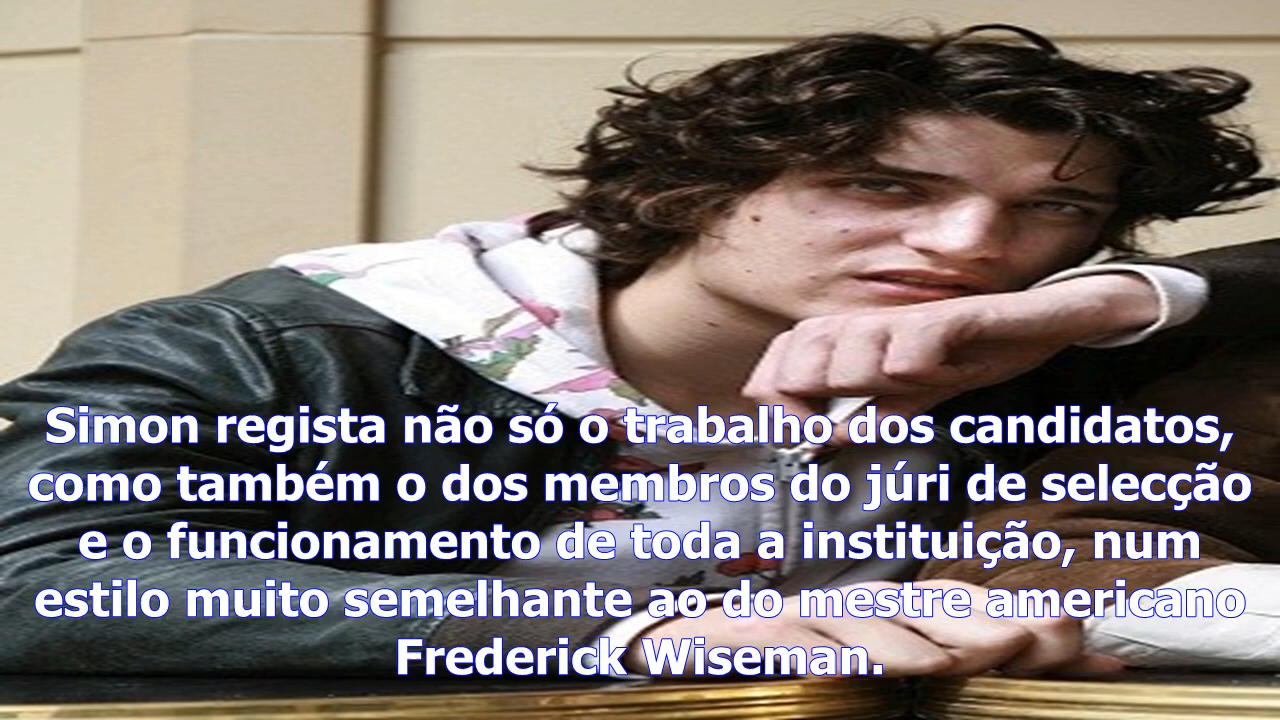 Simon regista não só o trabalho dos candidatos,
como também o dos membros do júri de selecção
e o funcionamento de toda a instituição, num
estilo muito semelhante ao do mestre americano
Frederick Wiseman.